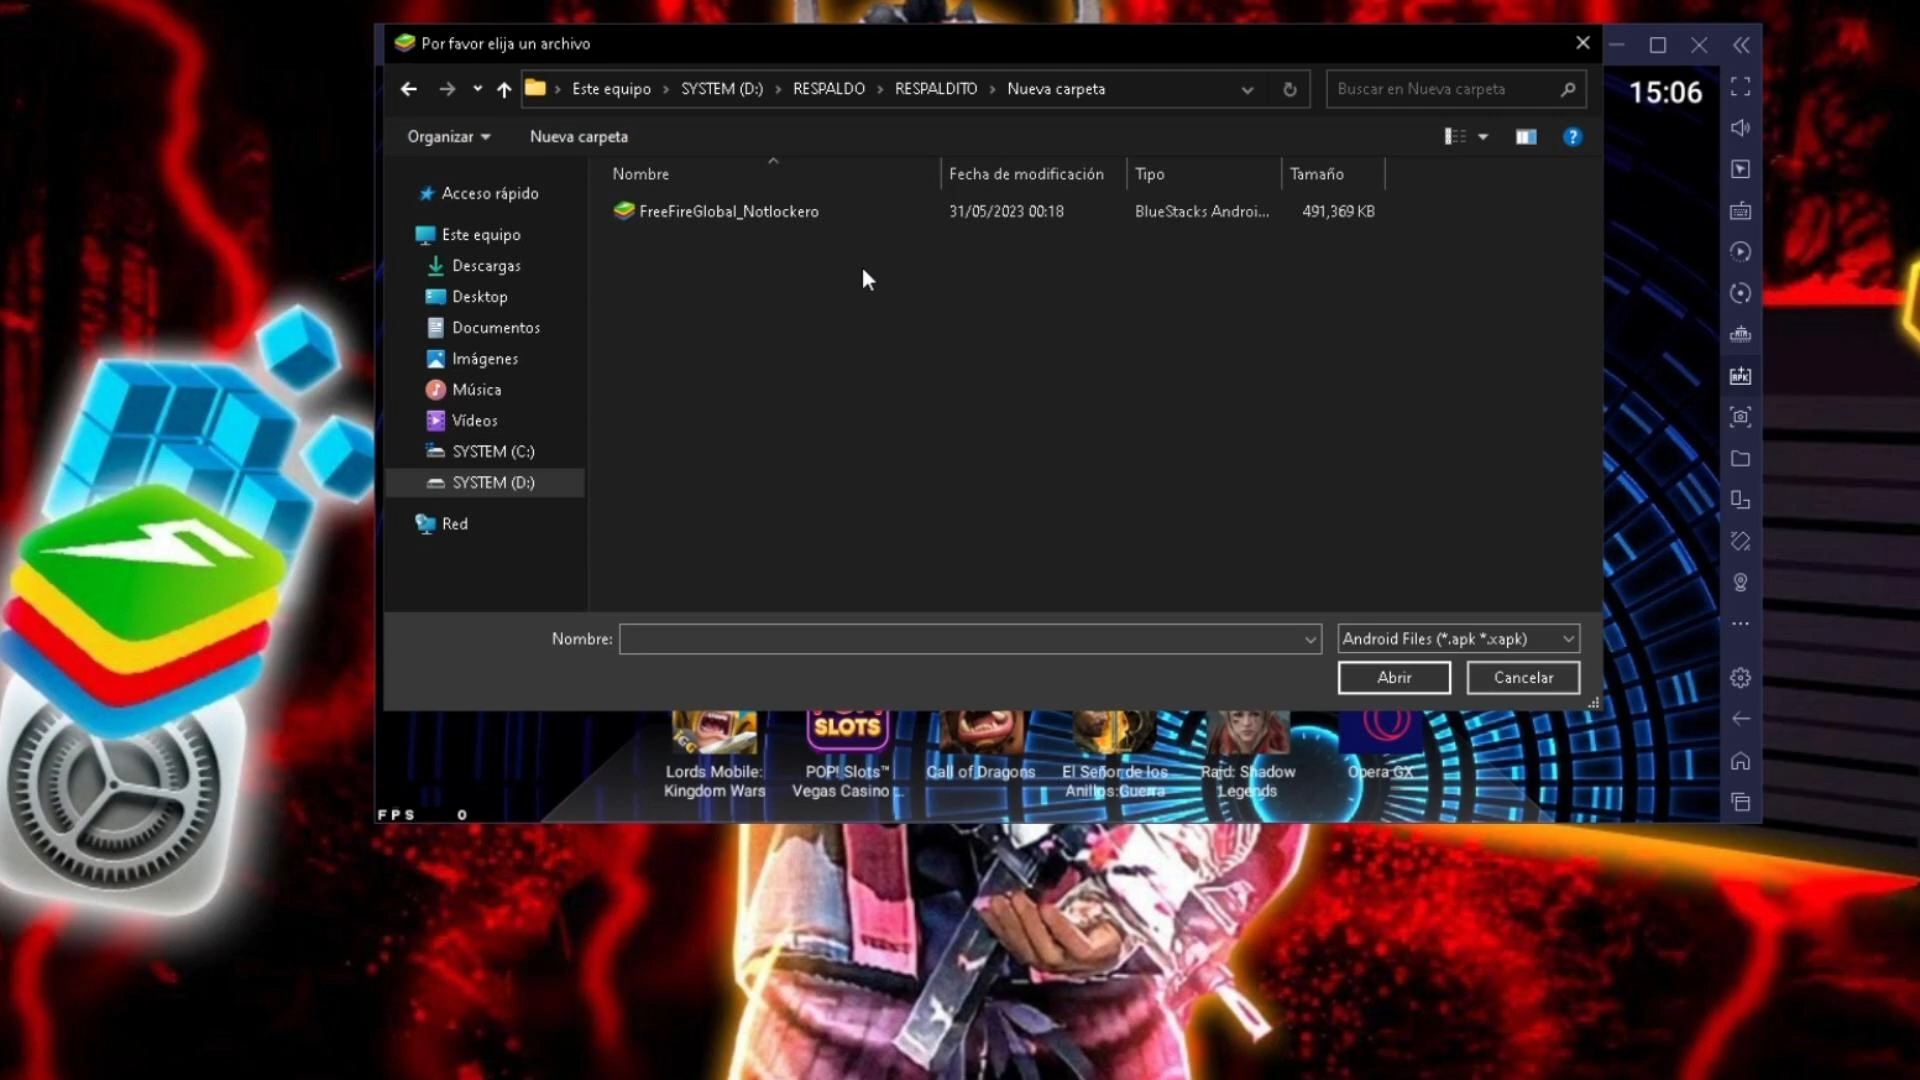 Por favor elija un archivo
Este equipo > SYSTEM (D:) > RESPALDO > RESPALDITO > Nueva carpeta
Buscar en Nueva carpeta
15:06
Organizar
Nueva carpeta
Nombre
Fecha de modificación
Tipo
Tamaño
Acceso rápido
FreeFireGlobal_Notlockero
31/05/2023 00:18
BlueStacks Androi...
491,369 KB
Este equipo
Descargas
Desktop
Documentos
Imágenes
Música
Vídeos
SYSTEM (C:)
SYSTEM (D:)
Red
Nombre:
Android Files (*.apk *.xapk)
Abrir
Cancelar
IGG
SLOTS
Lords Mobile:
Kingdom Wars
POP! Slots™
Vegas Casino ...
Call of Dragons
El Señor de los
Anillos:Guerra
Raid: Shadow
Legends
Opera GX
FPS 0